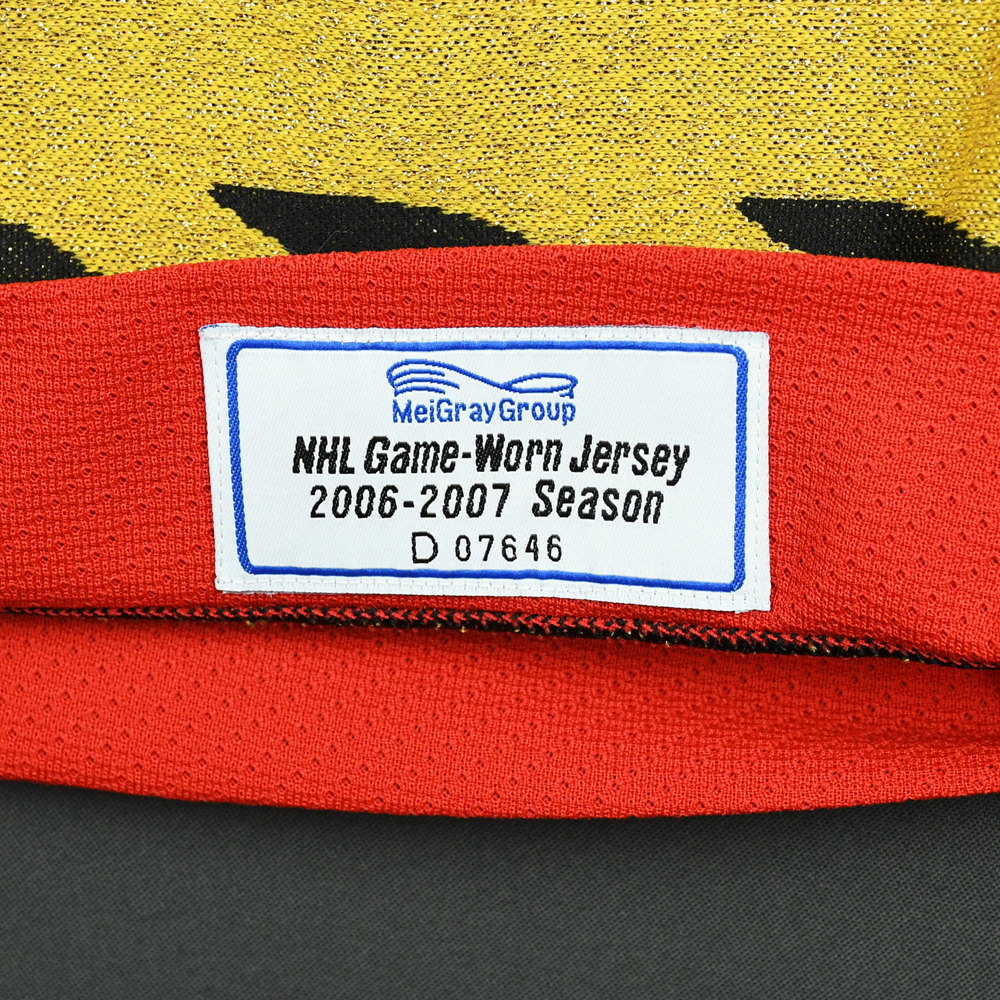 MeiGrayGroup
NHL Game-Worn Jersey
2006-2007 Season
D 07646